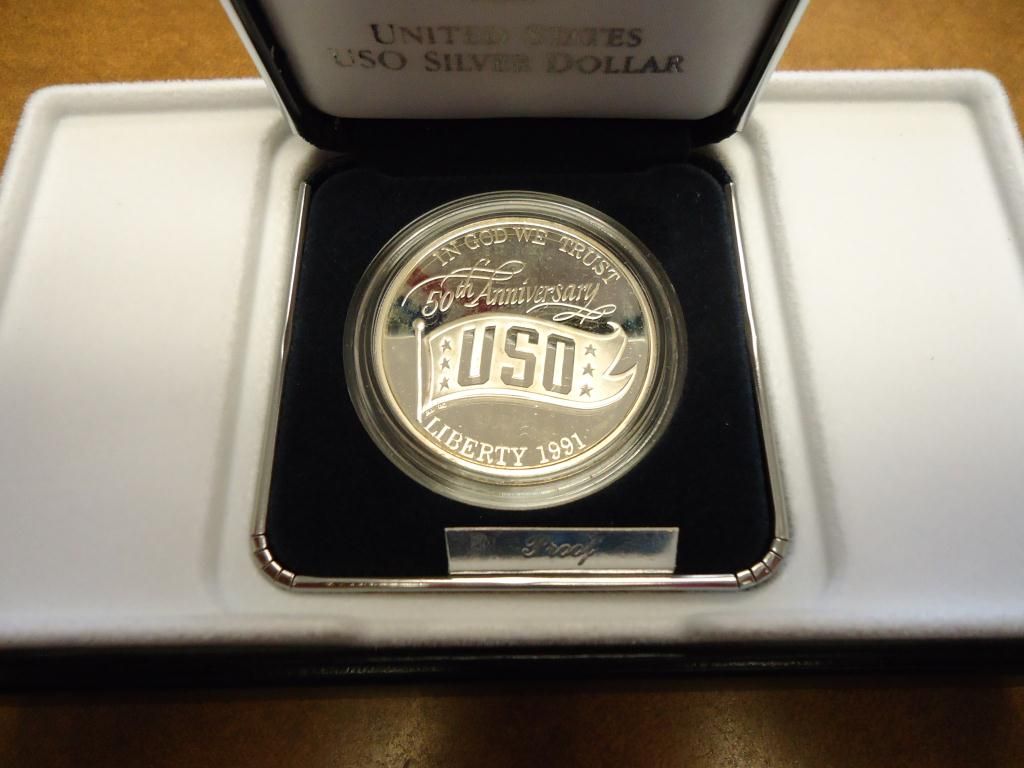 UNITED STATES
USO SILVER DOLLAR
IN GOD WE TRUST
50th Anniversary
USO
LIBERTY 1991
Proof